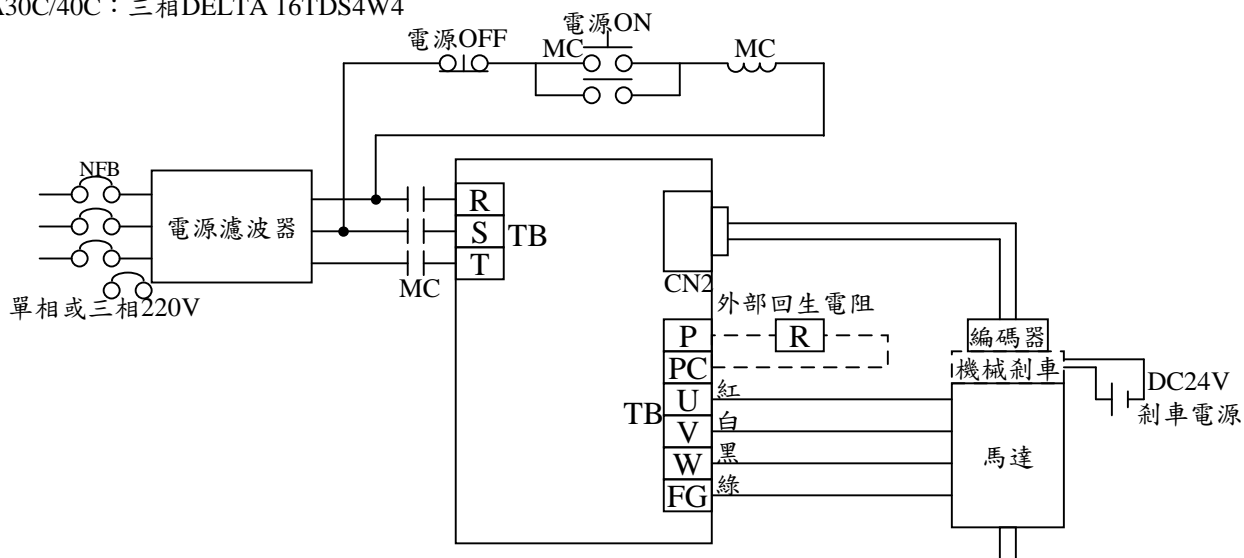 A30C/40C：三相DELTA 16TDS4W4
電源OFF
電源ON
MC
MC
NFB
電源濾波器
R
S
T
TB
MC
單相或三相220V
CN2
外部回生電阻
P
R
PC
U
紅
TB
V
白
W
黑
FG
綠
編碼器
機械剎車
DC24V
剎車電源
馬達